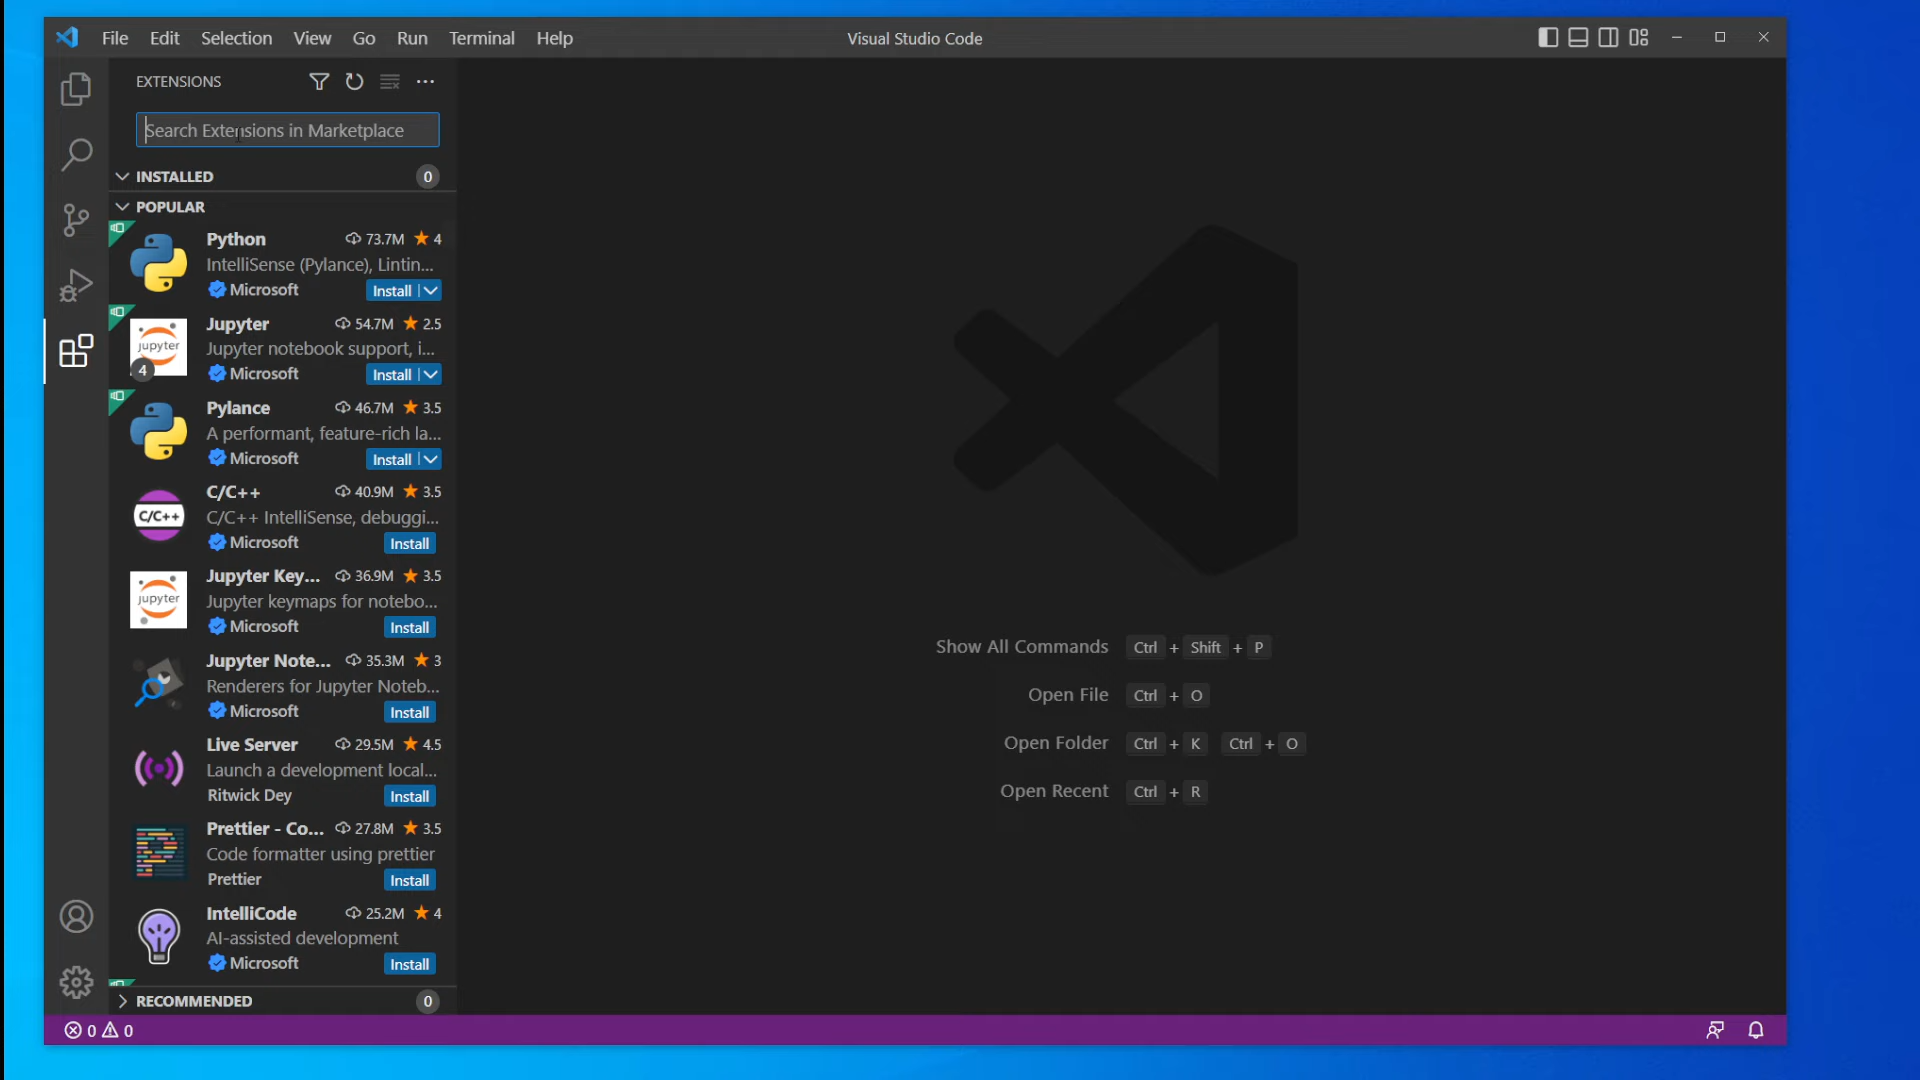 File Edit Selection View Go Run Terminal Help
Visual Studio Code
EXTENSIONS
Search Extensions in Marketplace
INSTALLED 0
POPULAR
Python 73.7M 4
IntelliSense (Pylance), Lintin...
Microsoft Install
Jupyter 54.7M 2.5
Jupyter notebook support, i...
Microsoft Install
jupyter
4
Pylance 46.7M 3.5
A performant, feature-rich la...
Microsoft Install
C/C++ 40.9M 3.5
C/C++ IntelliSense, debuggi...
Microsoft Install
C/C++
Jupyter Key... 36.9M 3.5
Jupyter keymaps for notebo...
Microsoft Install
jupyter
Jupyter Note... 35.3M 3
Renderers for Jupyter Noteb...
Microsoft Install
Live Server 29.5M 4.5
Launch a development local...
Ritwick Dey Install
Prettier - Co... 27.8M 3.5
Code formatter using prettier
Prettier Install
IntelliCode 25.2M 4
AI-assisted development
Microsoft Install
RECOMMENDED 0
Show All Commands Ctrl + Shift + P
Open File Ctrl + O
Open Folder Ctrl + K Ctrl + O
Open Recent Ctrl + R
0 0